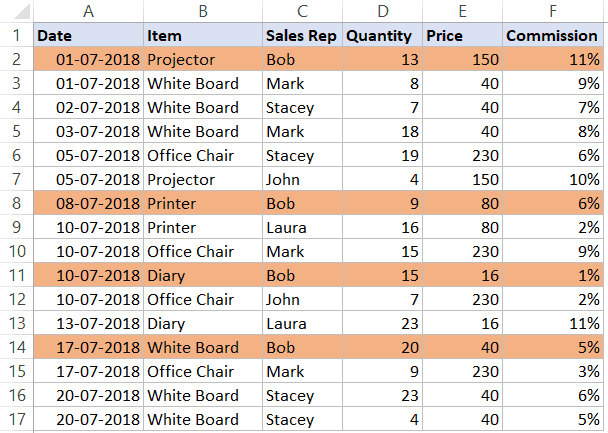 A B C D E F
1 Date Item Sales Rep Quantity Price Commission
2 01-07-2018 Projector Bob 13 150 11%
3 01-07-2018 White Board Mark 8 40 9%
4 02-07-2018 White Board Stacey 7 40 7%
5 03-07-2018 White Board Mark 18 40 8%
6 05-07-2018 Office Chair Stacey 19 230 6%
7 05-07-2018 Projector John 4 150 10%
8 08-07-2018 Printer Bob 9 80 6%
9 10-07-2018 Printer Laura 16 80 2%
10 10-07-2018 Office Chair Mark 15 230 9%
11 10-07-2018 Diary Bob 15 16 1%
12 10-07-2018 Office Chair John 7 230 2%
13 13-07-2018 Diary Laura 23 16 11%
14 17-07-2018 White Board Bob 20 40 5%
15 17-07-2018 Office Chair Mark 9 230 3%
16 20-07-2018 White Board Stacey 23 40 6%
17 20-07-2018 White Board Stacey 4 40 5%